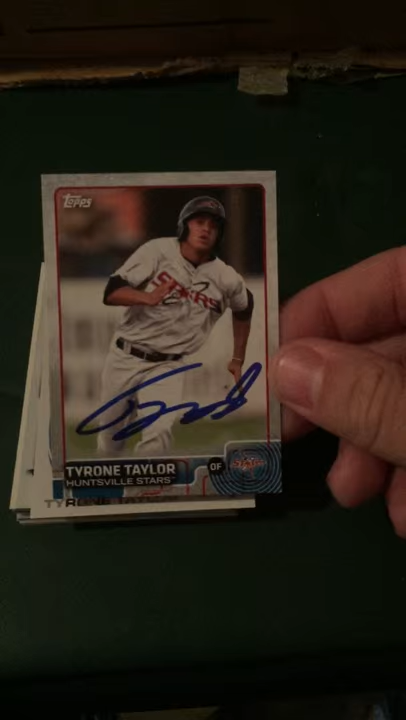 Topps
STARS
TYRONE TAYLOR
OF
HUNTSVILLE STARS